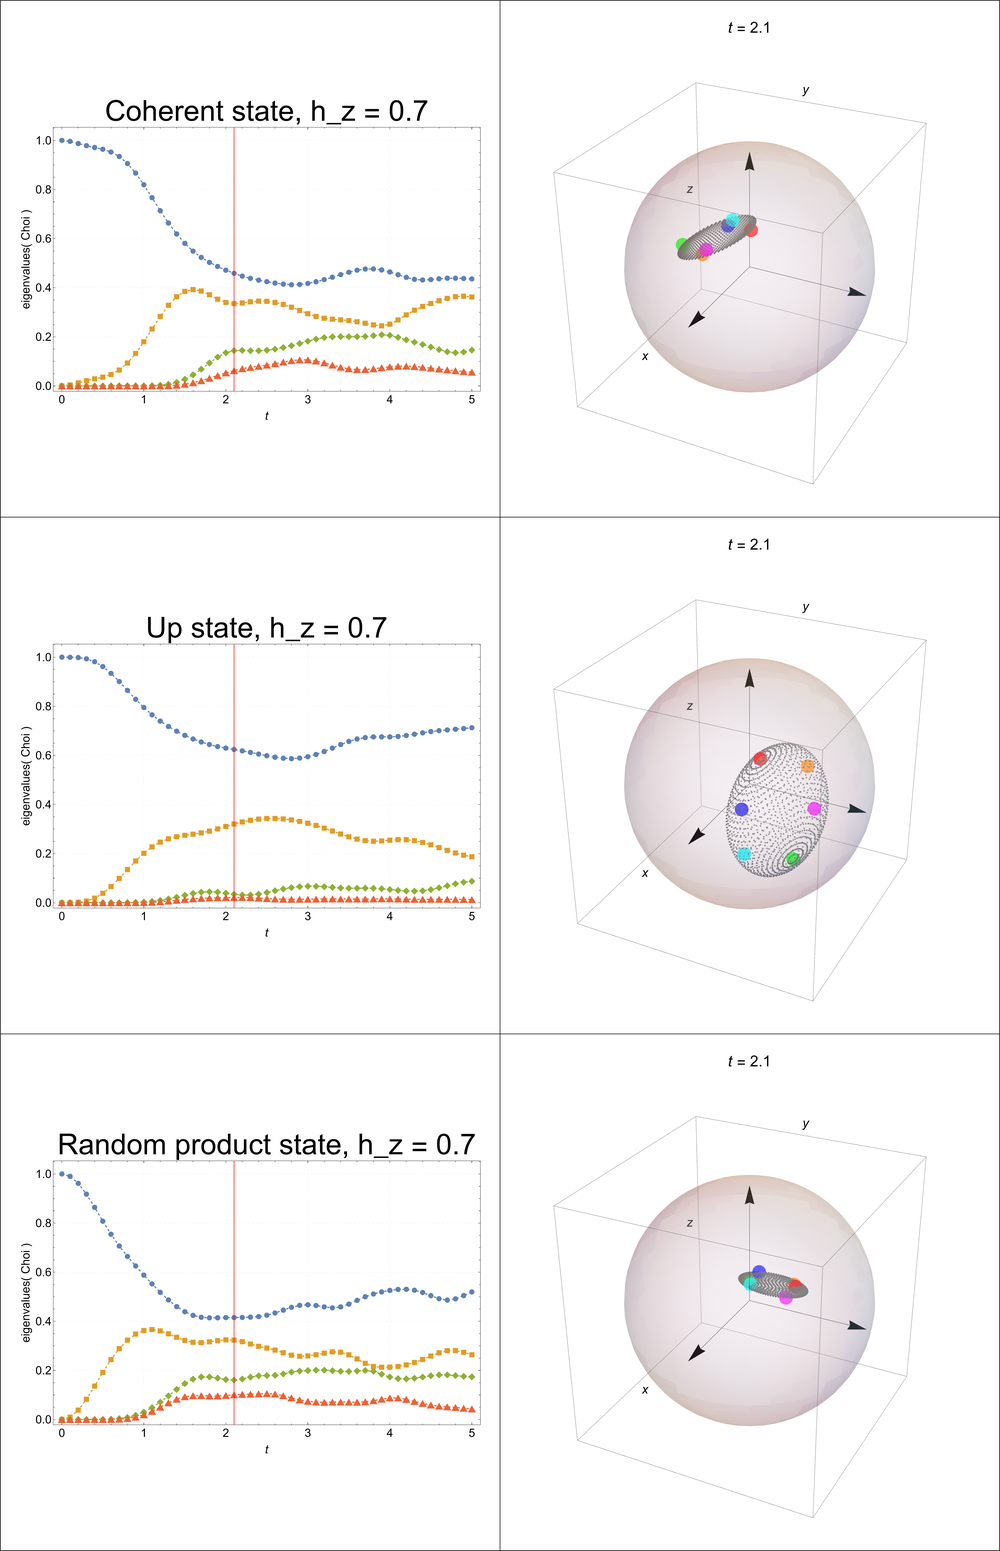 t = 2.1
Coherent state, h_z = 0.7
y
z
x
1.0
0.8
0.6
0.4
0.2
0.0
eigenvalues( Choi )
0 1 2 3 4 5
t
t = 2.1
Up state, h_z = 0.7
y
z
x
1.0
0.8
0.6
0.4
0.2
0.0
eigenvalues( Choi )
0 1 2 3 4 5
t
t = 2.1
Random product state, h_z = 0.7
y
z
x
1.0
0.8
0.6
0.4
0.2
0.0
eigenvalues( Choi )
0 1 2 3 4 5
t